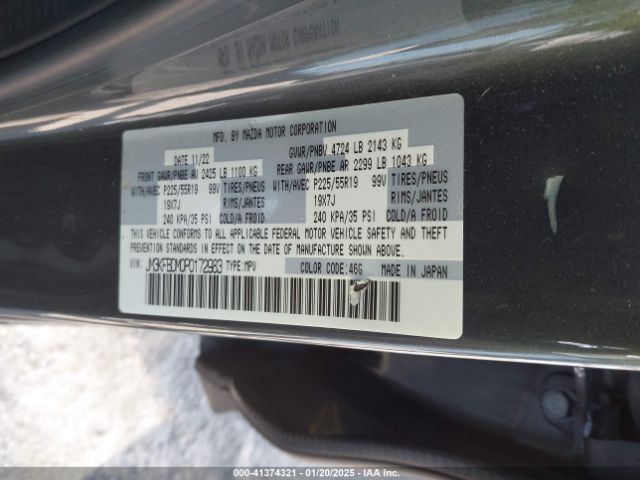 MFD. BY MAZDA MOTOR CORPORATION
DATE 11/22 GVWR/PNBV 4724 LB 2143 KG
FRONT GAWR/PNBE AV 2425 LB 1100 KG REAR GAWR/PNBE AR 2299 LB 1043 KG
WITH/AVEC P225/55R19 99V TIRES/PNEUS WITH/AVEC P225/55R19 99V TIRES/PNEUS
19X7J RIMS/JANTES 19X7J RIMS/JANTES
240 KPA/35 PSI COLD/A FROID 240 KPA/35 PSI COLD/A FROID
THIS VEHICLE CONFORMS TO ALL APPLICABLE FEDERAL MOTOR VEHICLE SAFETY AND THEFT
PREVENTION STANDARDS IN EFFECT ON THE DATE OF MANUFACTURE SHOWN ABOVE.
VIN: JM3KFBDM0P0172983 TYPE: MPV COLOR: 46G MADE IN JAPAN
000-41374321 | 01/20/2025 | IAA Inc.